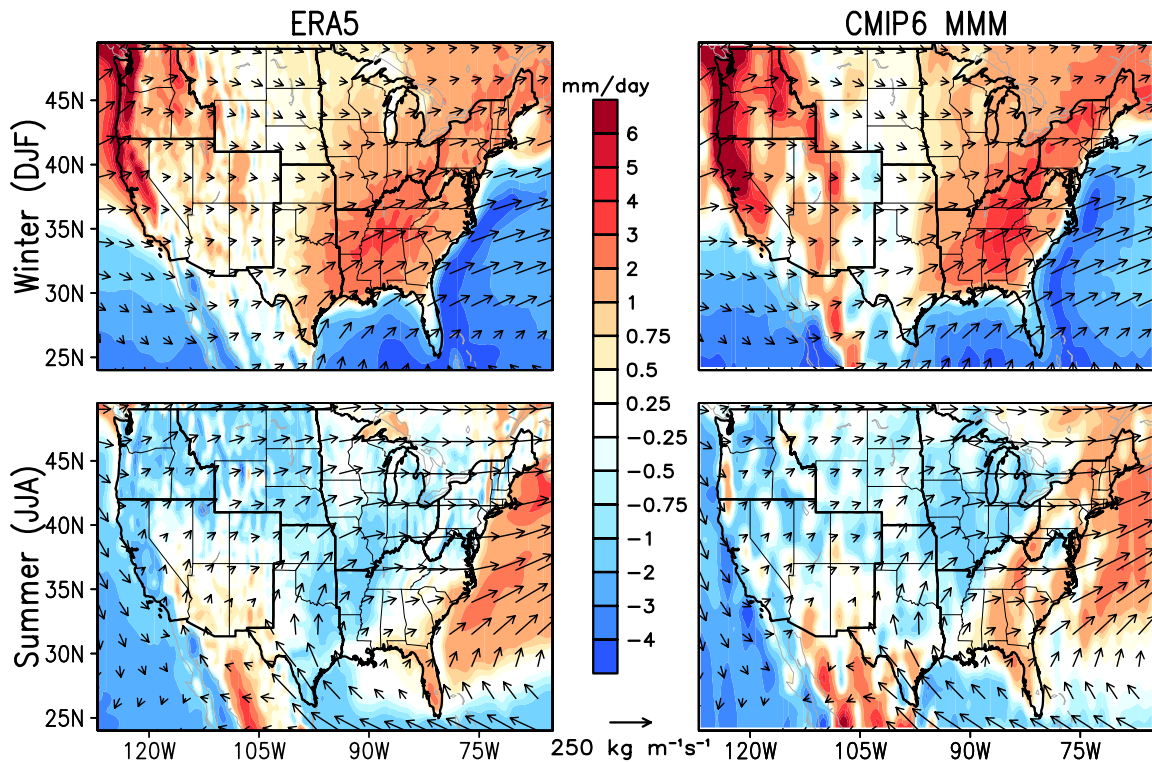 ERA5
CMIP6 MMM
mm/day
Winter (DJF)
45N
40N
35N
30N
25N
6
5
4
3
2
1
0.75
0.5
0.25
-0.25
-0.5
-0.75
-1
-2
-3
-4
Summer (JJA)
45N
40N
35N
30N
25N
120W
105W
90W
75W
250 kg m⁻¹s⁻¹
120W
105W
90W
75W